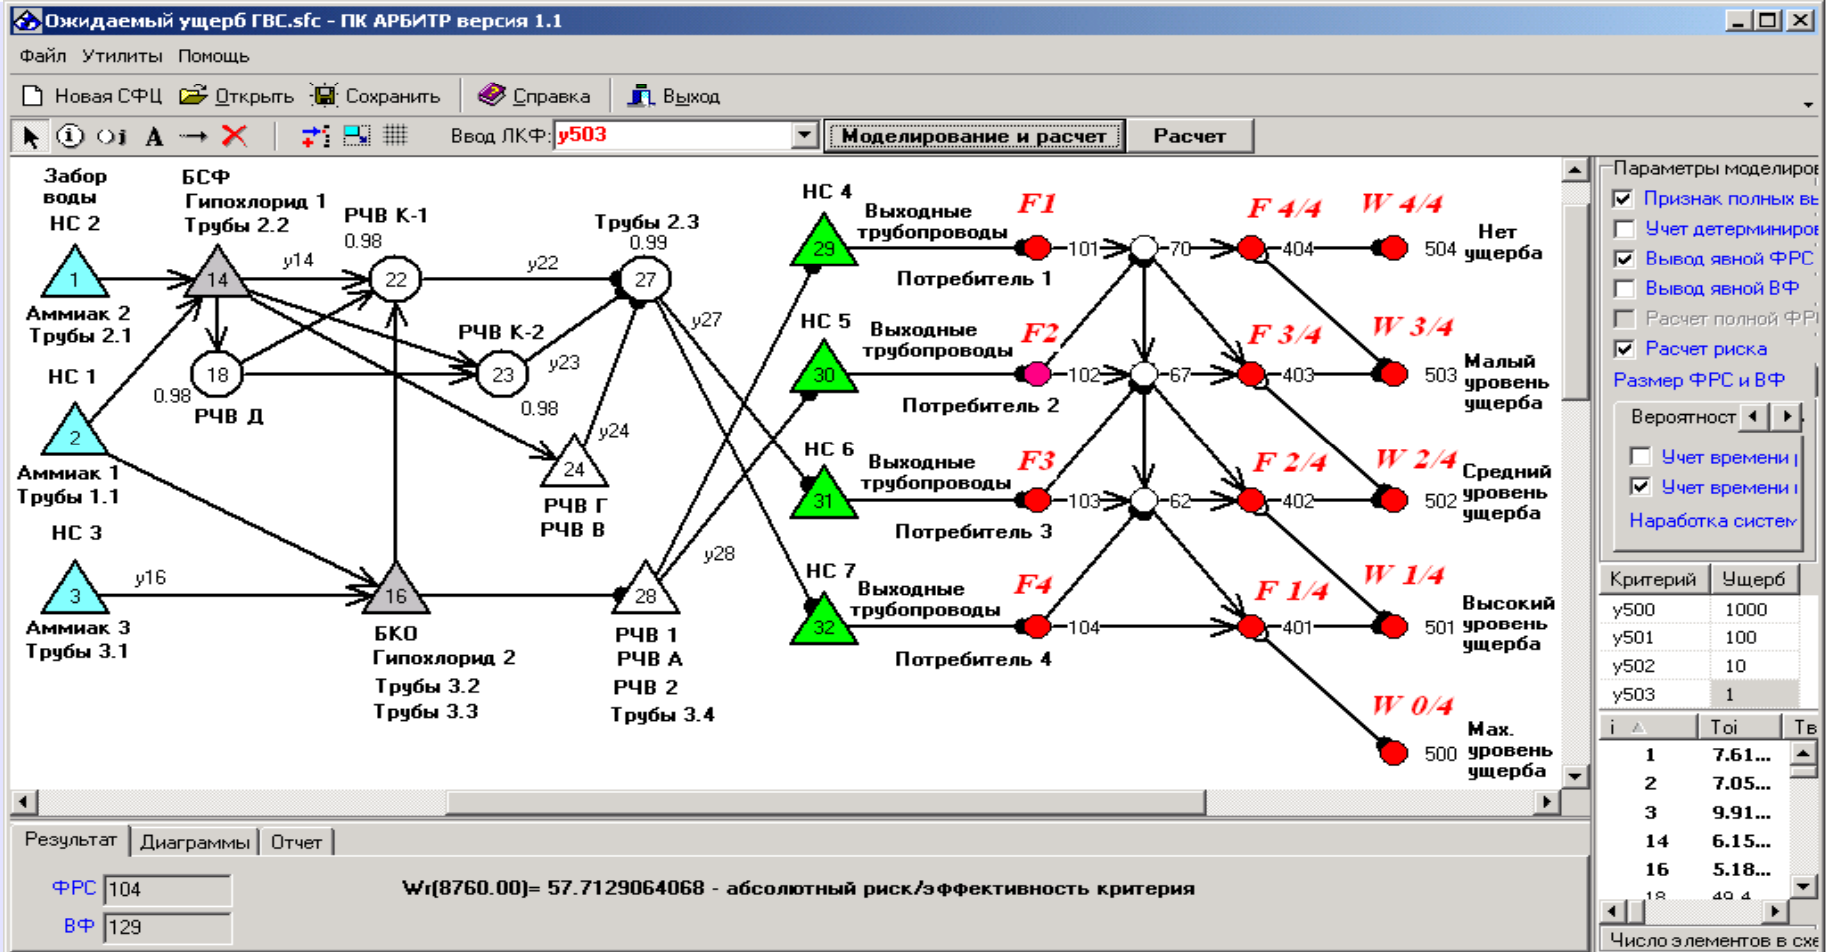 Ожидаемый ущерб ГВС.sfc - ПК АРБИТР версия 1.1
Файл Утилиты Помощь
Новая СФЦ Открыть Сохранить Справка Выход
Ввод ЛКФ: y503 Моделирование и расчет Расчет
Забор
воды
НС 2
1
Аммиак 2
Трубы 2.1
НС 1
2
Аммиак 1
Трубы 1.1
НС 3
3
y16
Аммиак 3
Трубы 3.1
БСФ
Гипохлорид 1
Трубы 2.2
14
y14
18
0.98
РЧВ Д
РЧВ К-1
0.98
22
y22
РЧВ К-2
23
0.98
y23
24
y24
РЧВ Г
РЧВ В
16
БКО
Гипохлорид 2
Трубы 3.2
Трубы 3.3
Трубы 2.3
0.99
27
y27
28
y28
РЧВ 1
РЧВ А
РЧВ 2
Трубы 3.4
НС 4
29
Выходные
трубопроводы
Потребитель 1
F1
101
70
F 4/4
404
W 4/4
504
Нет
ущерба
НС 5
30
Выходные
трубопроводы
Потребитель 2
F2
102
67
F 3/4
403
W 3/4
503
Малый
уровень
ущерба
НС 6
31
Выходные
трубопроводы
Потребитель 3
F3
103
62
F 2/4
402
W 2/4
502
Средний
уровень
ущерба
НС 7
32
Выходные
трубопроводы
Потребитель 4
F4
104
F 1/4
401
W 1/4
501
Высокий
уровень
ущерба
W 0/4
500
Мах.
уровень
ущерба
Параметры моделиров
Признак полных вы
Учет детерминиров
Вывод явной ФРС
Вывод явной ВФ
Расчет полной ФР
Расчет риска
Размер ФРС и ВФ
Вероятност
Учет времени
Учет времени
Наработка систем
Критерий Ущерб
y500 1000
y501 100
y502 10
y503 1
i Toi Тв
1 7.61...
2 7.05...
3 9.91...
14 6.15...
16 5.18...
18 49.4
Число элементов в схе
Результат Диаграммы Отчет
ФРС 104
ВФ 129
Wr(8760.00)= 57.7129064068 - абсолютный риск/эффективность критерия